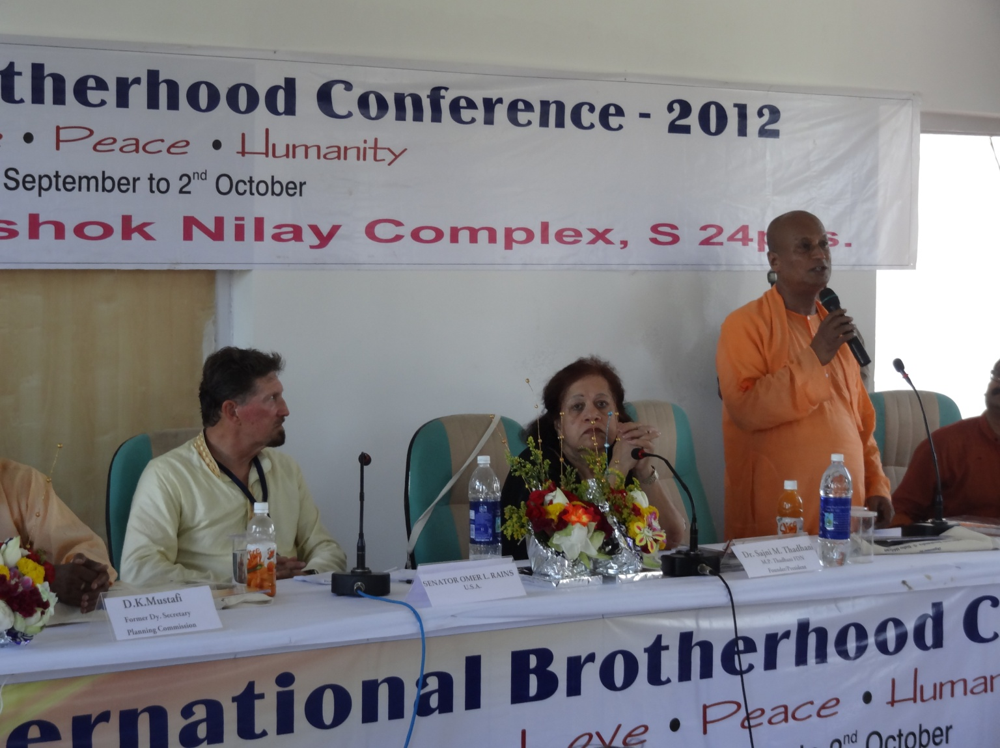 therhood Conference - 2012
• Peace • Humanity
September to 2nd October
shok Nilay Complex, S 24p s.
Dr. Sajni M. Thadhani
M.P. Thadhani FDN
Founder/President
SENATOR OMER L. RAINS
U.S.A.
D.K.Mustafi
Former Dy. Secretary
Planning Commission
ernational Brotherhood C
Love • Peace • Human
2nd October